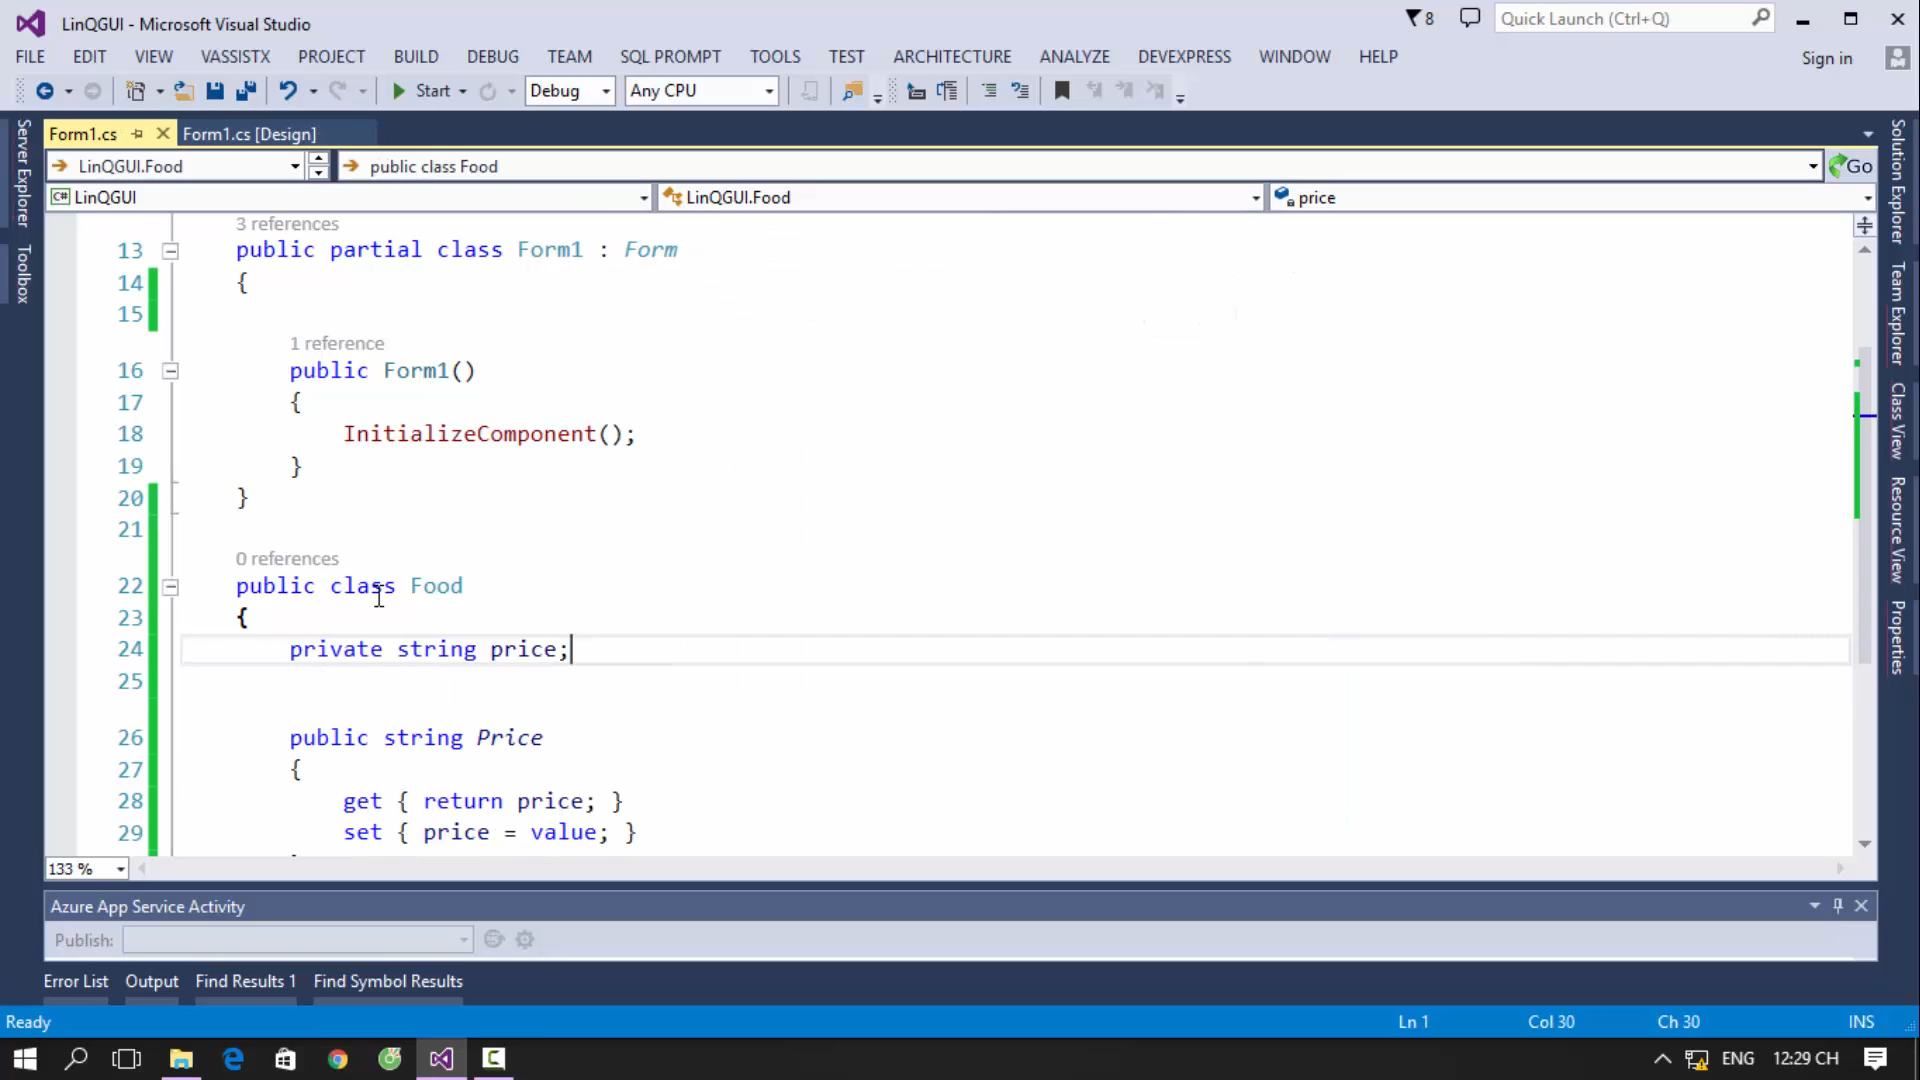 LinQGUI - Microsoft Visual Studio
8
Quick Launch (Ctrl+Q)
FILE EDIT VIEW VASSISTX PROJECT BUILD DEBUG TEAM SQL PROMPT TOOLS TEST ARCHITECTURE ANALYZE DEVEXPRESS WINDOW HELP
Sign in
Start
Debug
Any CPU
Form1.cs
Form1.cs [Design]
LinQGUI.Food
public class Food
Go
C# LinQGUI
LinQGUI.Food
price
3 references
13 public partial class Form1 : Form
14 {
15
1 reference
16 public Form1()
17 {
18 InitializeComponent();
19 }
20 }
21
0 references
22 public class Food
23 {
24 private string price;
25
26 public string Price
27 {
28 get { return price; }
29 set { price = value; }
133 %
Server Explorer
Toolbox
Solution Explorer
Team Explorer
Class View
Resource View
Properties
Azure App Service Activity
Publish:
Error List Output Find Results 1 Find Symbol Results
Ready
Ln 1
Col 30
Ch 30
INS
ENG
12:29 CH